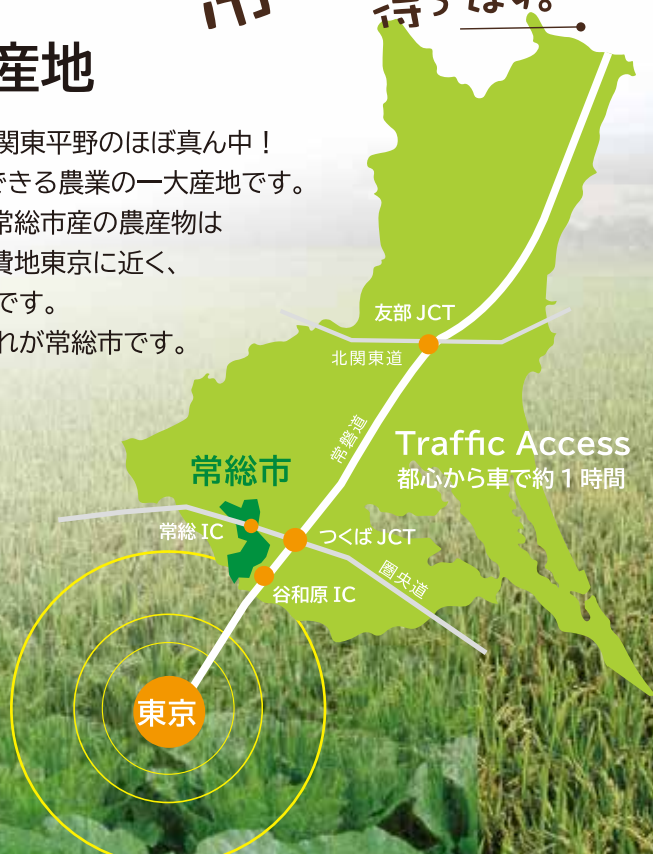 産地
関東平野のほぼ真ん中！
できる農業の一大産地です。
常総市産の農産物は
費地東京に近く、
です。
れが常総市です。
友部 JCT
北関東道
常磐道
Traffic Access
都心から車で約 1 時間
常総市
常総 IC
つくば JCT
圏央道
谷和原 IC
東京